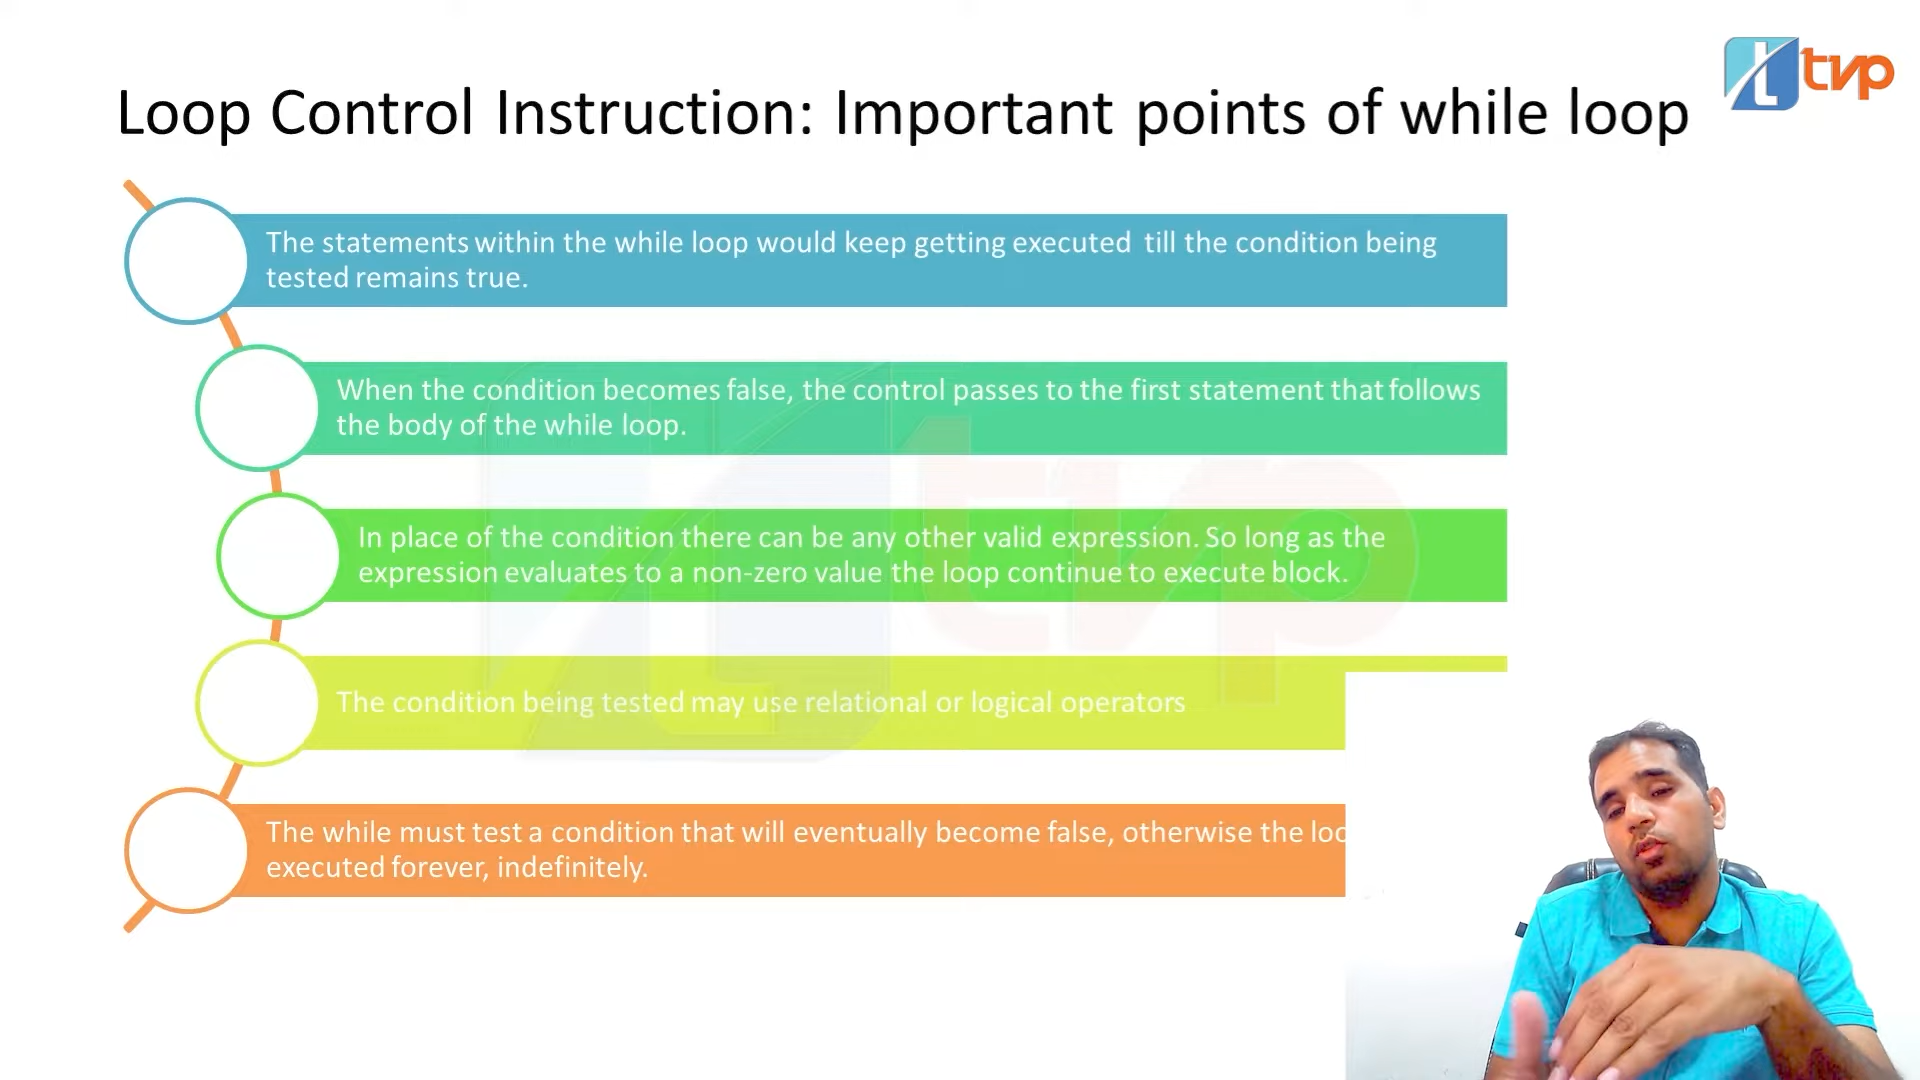 tvp
Loop Control Instruction: Important points of while loop
The statements within the while loop would keep getting executed till the condition being
tested remains true.
When the condition becomes false, the control passes to the first statement that follows
the body of the while loop.
In place of the condition there can be any other valid expression. So long as the
expression evaluates to a non-zero value the loop continue to execute block.
The condition being tested may use relational or logical operators
The while must test a condition that will eventually become false, otherwise the
executed forever, indefinitely.